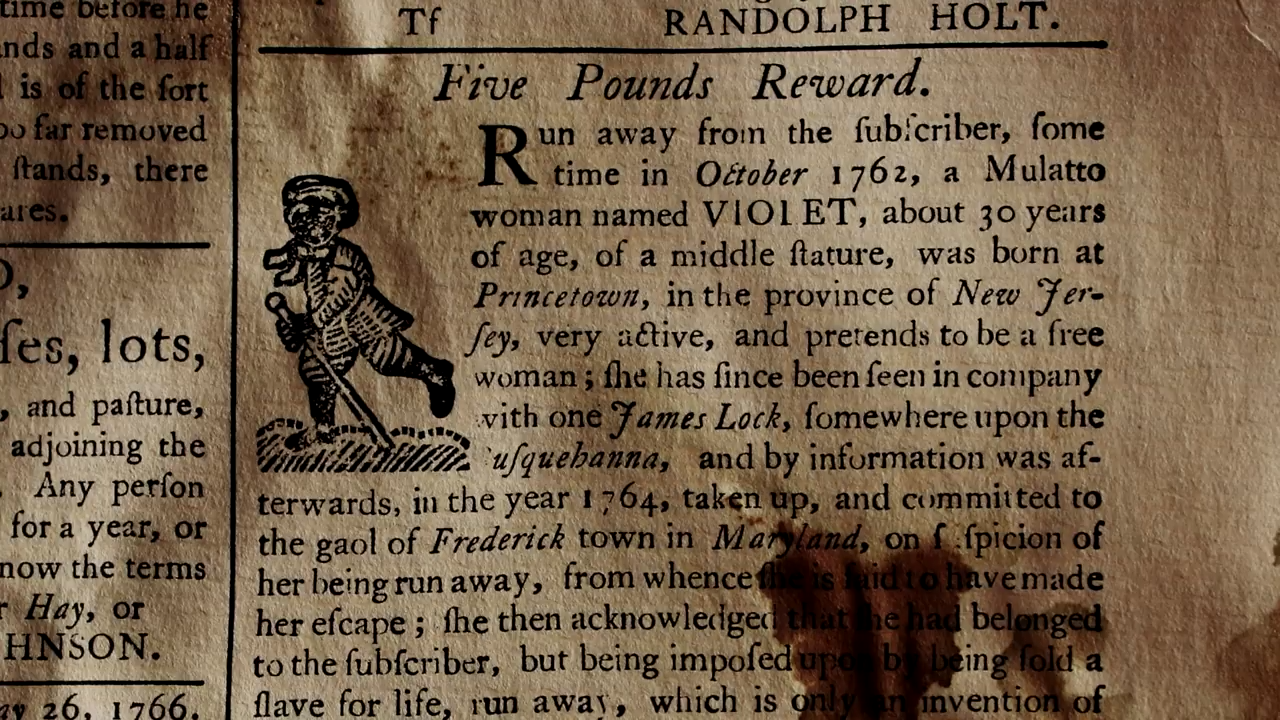 time before he
nds and a half
is of the ſort
oo far removed
ſtands, there
ares.
D,
ſes, lots,
, and paſture,
adjoining the
. Any perſon
for a year, or
now the terms
r Hay, or
HNSON.
ay 26, 1766.
Tf RANDOLPH HOLT.
Five Pounds Reward.
Run away from the ſubſcriber, ſome
time in October 1762, a Mulatto
woman named VIOLET, about 30 years
of age, of a middle ſtature, was born at
Princetown, in the province of New Jer-
ſey, very active, and pretends to be a free
woman; ſhe has ſince been ſeen in company
with one James Lock, ſomewhere upon the
uſquehanna, and by information was af-
terwards, in the year 1764, taken up, and committed to
the gaol of Frederick town in Maryland, on ſ ſpicion of
her being run away, from whence ſhe is ſaid to have made
her eſcape; ſhe then acknowledged that ſhe had belonged
to the ſubſcriber, but being impoſed upon by being ſold a
ſlave for life, run away, which is only an invention of